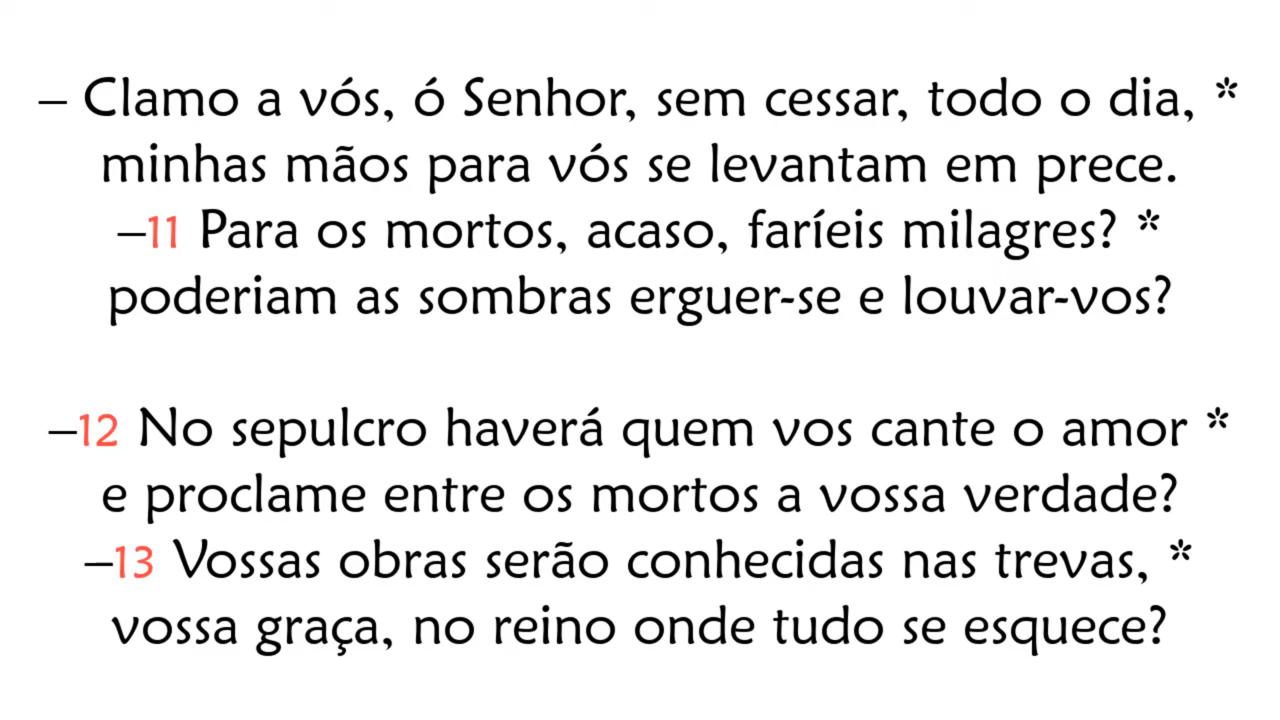 – Clamo a vós, ó Senhor, sem cessar, todo o dia, *
minhas mãos para vós se levantam em prece.
–11 Para os mortos, acaso, faríeis milagres? *
poderiam as sombras erguer-se e louvar-vos?
–12 No sepulcro haverá quem vos cante o amor *
e proclame entre os mortos a vossa verdade?
–13 Vossas obras serão conhecidas nas trevas, *
vossa graça, no reino onde tudo se esquece?